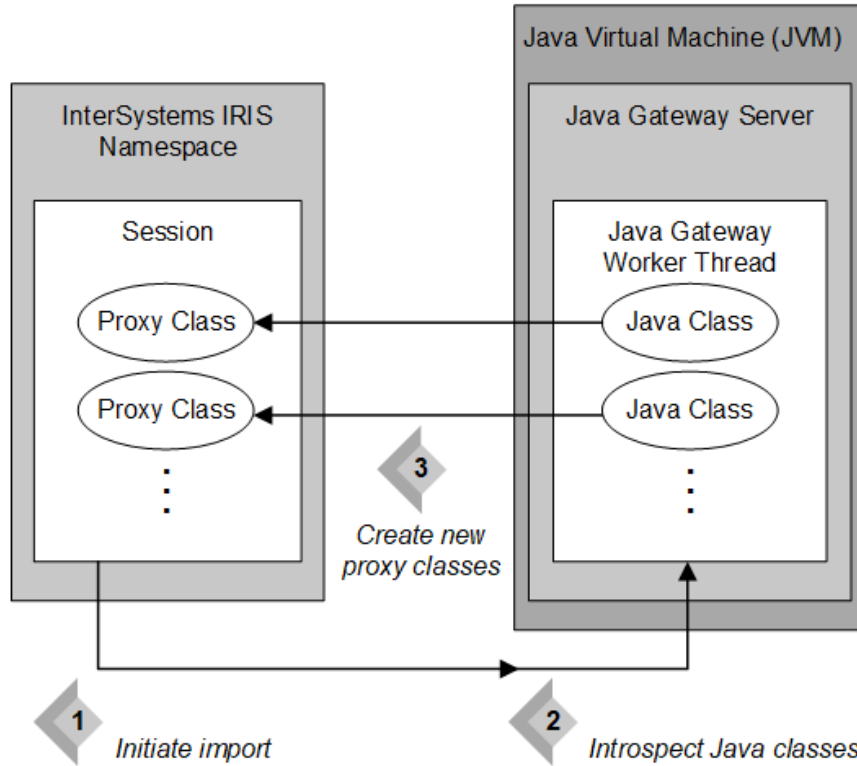 Java Virtual Machine (JVM)
InterSystems IRIS
Namespace
Java Gateway Server
Session
Java Gateway
Worker Thread
Proxy Class
Java Class
Proxy Class
Java Class
3
Create new
proxy classes
1
Initiate import
2
Introspect Java classes